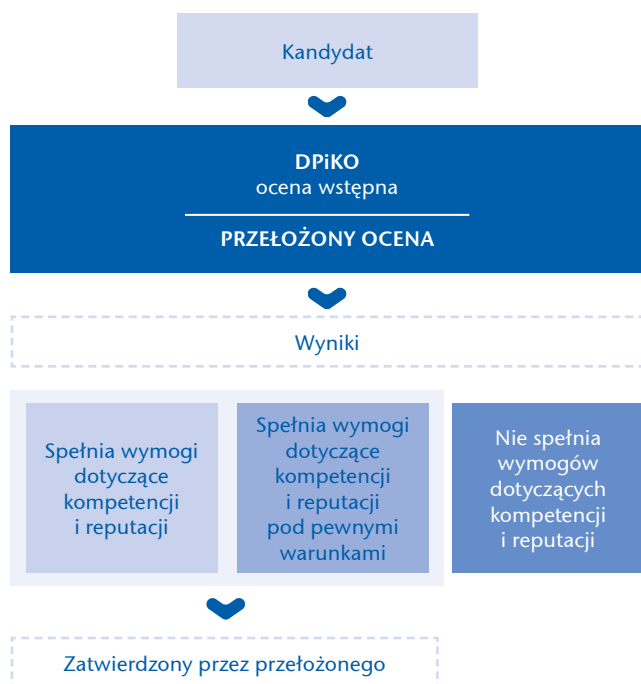 Kandydat
DPiKO
ocena wstępna
PRZEŁOŻONY OCENA
Wyniki
Spełnia wymogi
dotyczące
kompetencji
i reputacji
Spełnia wymogi
dotyczące
kompetencji
i reputacji
pod pewnymi
warunkami
Nie spełnia
wymogów
dotyczących
kompetencji
i reputacji
Zatwierdzony przez przełożonego